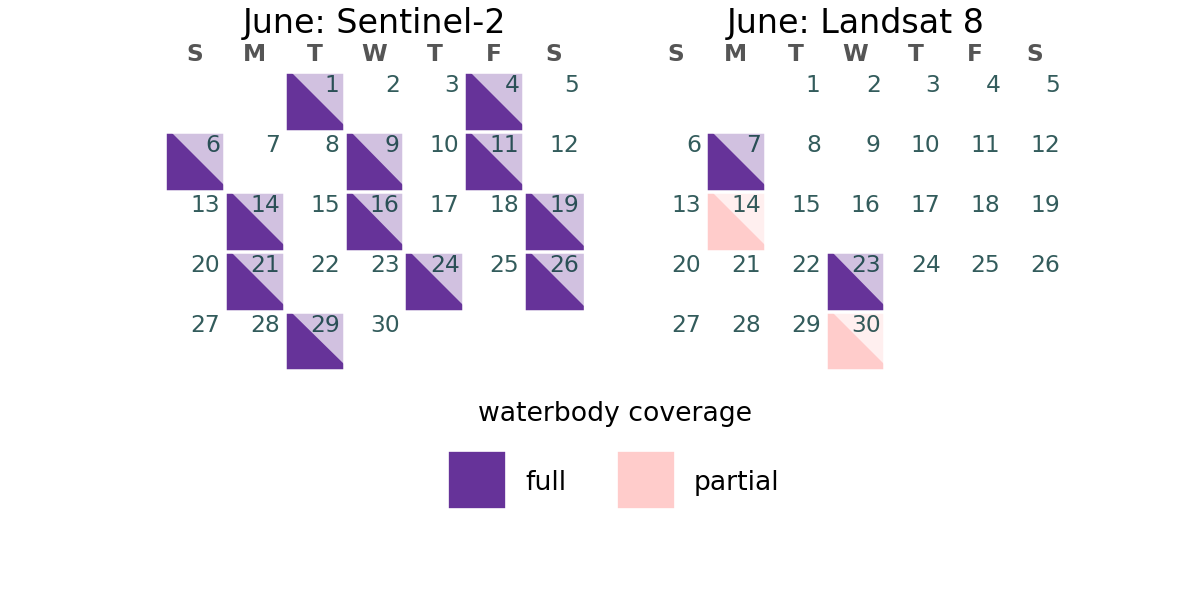 June: Sentinel-2
S M T W T F S
1 2 3 4 5
6 7 8 9 10 11 12
13 14 15 16 17 18 19
20 21 22 23 24 25 26
27 28 29 30
June: Landsat 8
S M T W T F S
1 2 3 4 5
6 7 8 9 10 11 12
13 14 15 16 17 18 19
20 21 22 23 24 25 26
27 28 29 30
waterbody coverage
full
partial